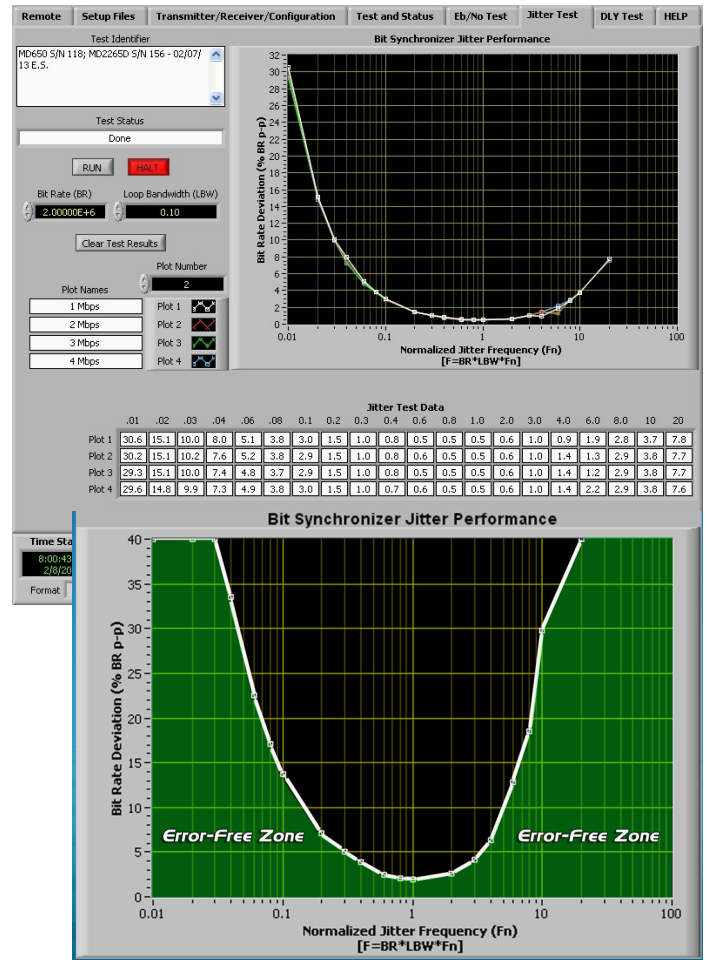 Remote Setup Files Transmitter/Receiver/Configuration Test and Status Eb/No Test Jitter Test DLY Test HELP
Test Identifier
MD650 S/N 118; MD2265D S/N 156 - 02/07/
13 E.S.
Test Status
Done
RUN HALT
Bit Rate (BR) Loop Bandwidth (LBW)
2.00000E+6 0.10
Clear Test Results
Plot Number
2
Plot Names
1 Mbps Plot 1
2 Mbps Plot 2
3 Mbps Plot 3
4 Mbps Plot 4
Bit Synchronizer Jitter Performance
Bit Rate Deviation (% BR p-p)
32
30
28
26
24
22
20
18
16
14
12
10
8
6
4
2
0
0.01 0.1 1 10 100
Normalized Jitter Frequency (Fn)
[F=BR*LBW*Fn]
Jitter Test Data
.01 .02 .03 .04 .06 .08 0.1 0.2 0.3 0.4 0.6 0.8 1.0 2.0 3.0 4.0 6.0 8.0 10 20
Plot 1 30.6 15.1 10.0 8.0 5.1 3.8 3.0 1.5 1.0 0.8 0.5 0.5 0.5 0.6 1.0 0.9 1.9 2.8 3.7 7.8
Plot 2 30.2 15.1 10.2 7.6 5.2 3.8 2.9 1.5 1.0 0.8 0.6 0.5 0.5 0.6 1.0 1.4 1.3 2.9 3.8 7.7
Plot 3 29.3 15.1 10.0 7.4 4.8 3.7 2.9 1.5 1.0 0.8 0.5 0.5 0.5 0.6 1.0 1.4 1.2 2.9 3.8 7.7
Plot 4 29.6 14.8 9.9 7.3 4.9 3.8 3.0 1.5 1.0 0.7 0.6 0.5 0.5 0.6 1.0 1.4 2.2 2.9 3.8 7.6
Time Sta
8:00:43
2/8/20
Format
Bit Synchronizer Jitter Performance
Bit Rate Deviation (% BR p-p)
40
35
30
25
20
15
10
5
0
Error-Free Zone Error-Free Zone
0.01 0.1 1 10 100
Normalized Jitter Frequency (Fn)
[F=BR*LBW*Fn]